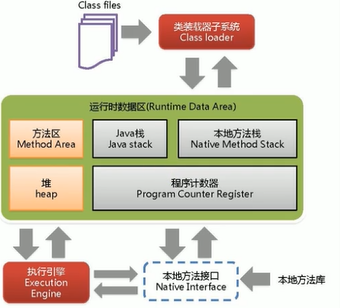 Class files
类装载器子系统
Class loader
运行时数据区(Runtime Data Area)
方法区
Method Area
Java栈
Java stack
本地方法栈
Native Method Stack
堆
heap
程序计数器
Program Counter Register
执行引擎
Execution
Engine
本地方法接口
Native Interface
本地方法库